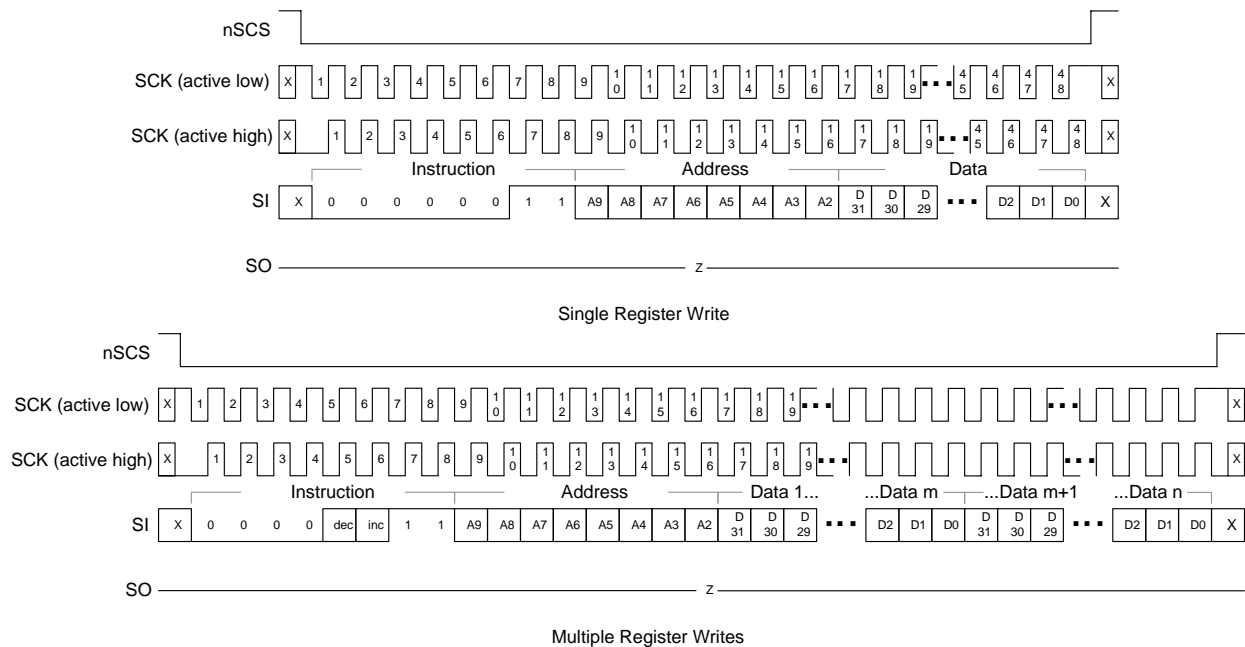 nSCS
SCK (active low) X 1 2 3 4 5 6 7 8 9 10 11 12 13 14 15 16 17 18 19 ... 45 46 47 48 X
SCK (active high) X 1 2 3 4 5 6 7 8 9 10 11 12 13 14 15 16 17 18 19 ... 45 46 47 48 X
Instruction Address Data
SI X 0 0 0 0 0 0 1 1 A9 A8 A7 A6 A5 A4 A3 A2 D31 D30 D29 ... D2 D1 D0 X
SO Z
Single Register Write
nSCS
SCK (active low) X 1 2 3 4 5 6 7 8 9 10 11 12 13 14 15 16 17 18 19 ... ... X
SCK (active high) X 1 2 3 4 5 6 7 8 9 10 11 12 13 14 15 16 17 18 19 ... ... X
Instruction Address Data 1... ...Data m ...Data m+1 ...Data n
SI X 0 0 0 0 dec inc 1 1 A9 A8 A7 A6 A5 A4 A3 A2 D31 D30 D29 ... D2 D1 D0 D31 D30 D29 ... D2 D1 D0 X
SO Z
Multiple Register Writes